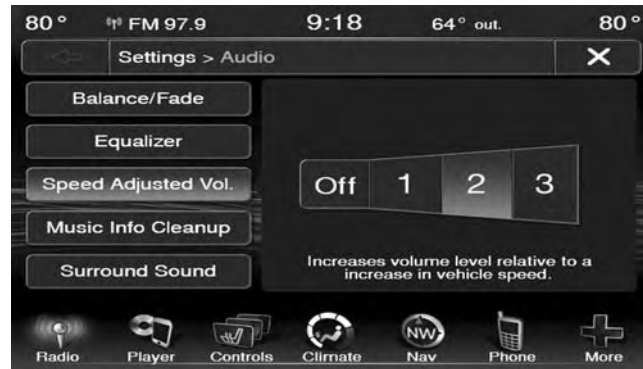 80° FM 97.9 9:18 64° out. 80°
Settings > Audio
Balance/Fade
Equalizer
Speed Adjusted Vol.
Music Info Cleanup
Surround Sound
Off 1 2 3
Increases volume level relative to a
increase in vehicle speed.
NW
Radio Player Controls Climate Nav Phone More